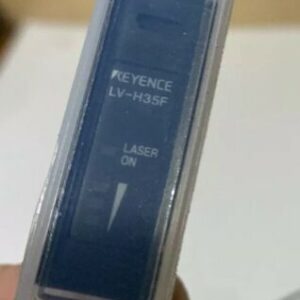 KEYENCE
LV-H35F
LASER
ON